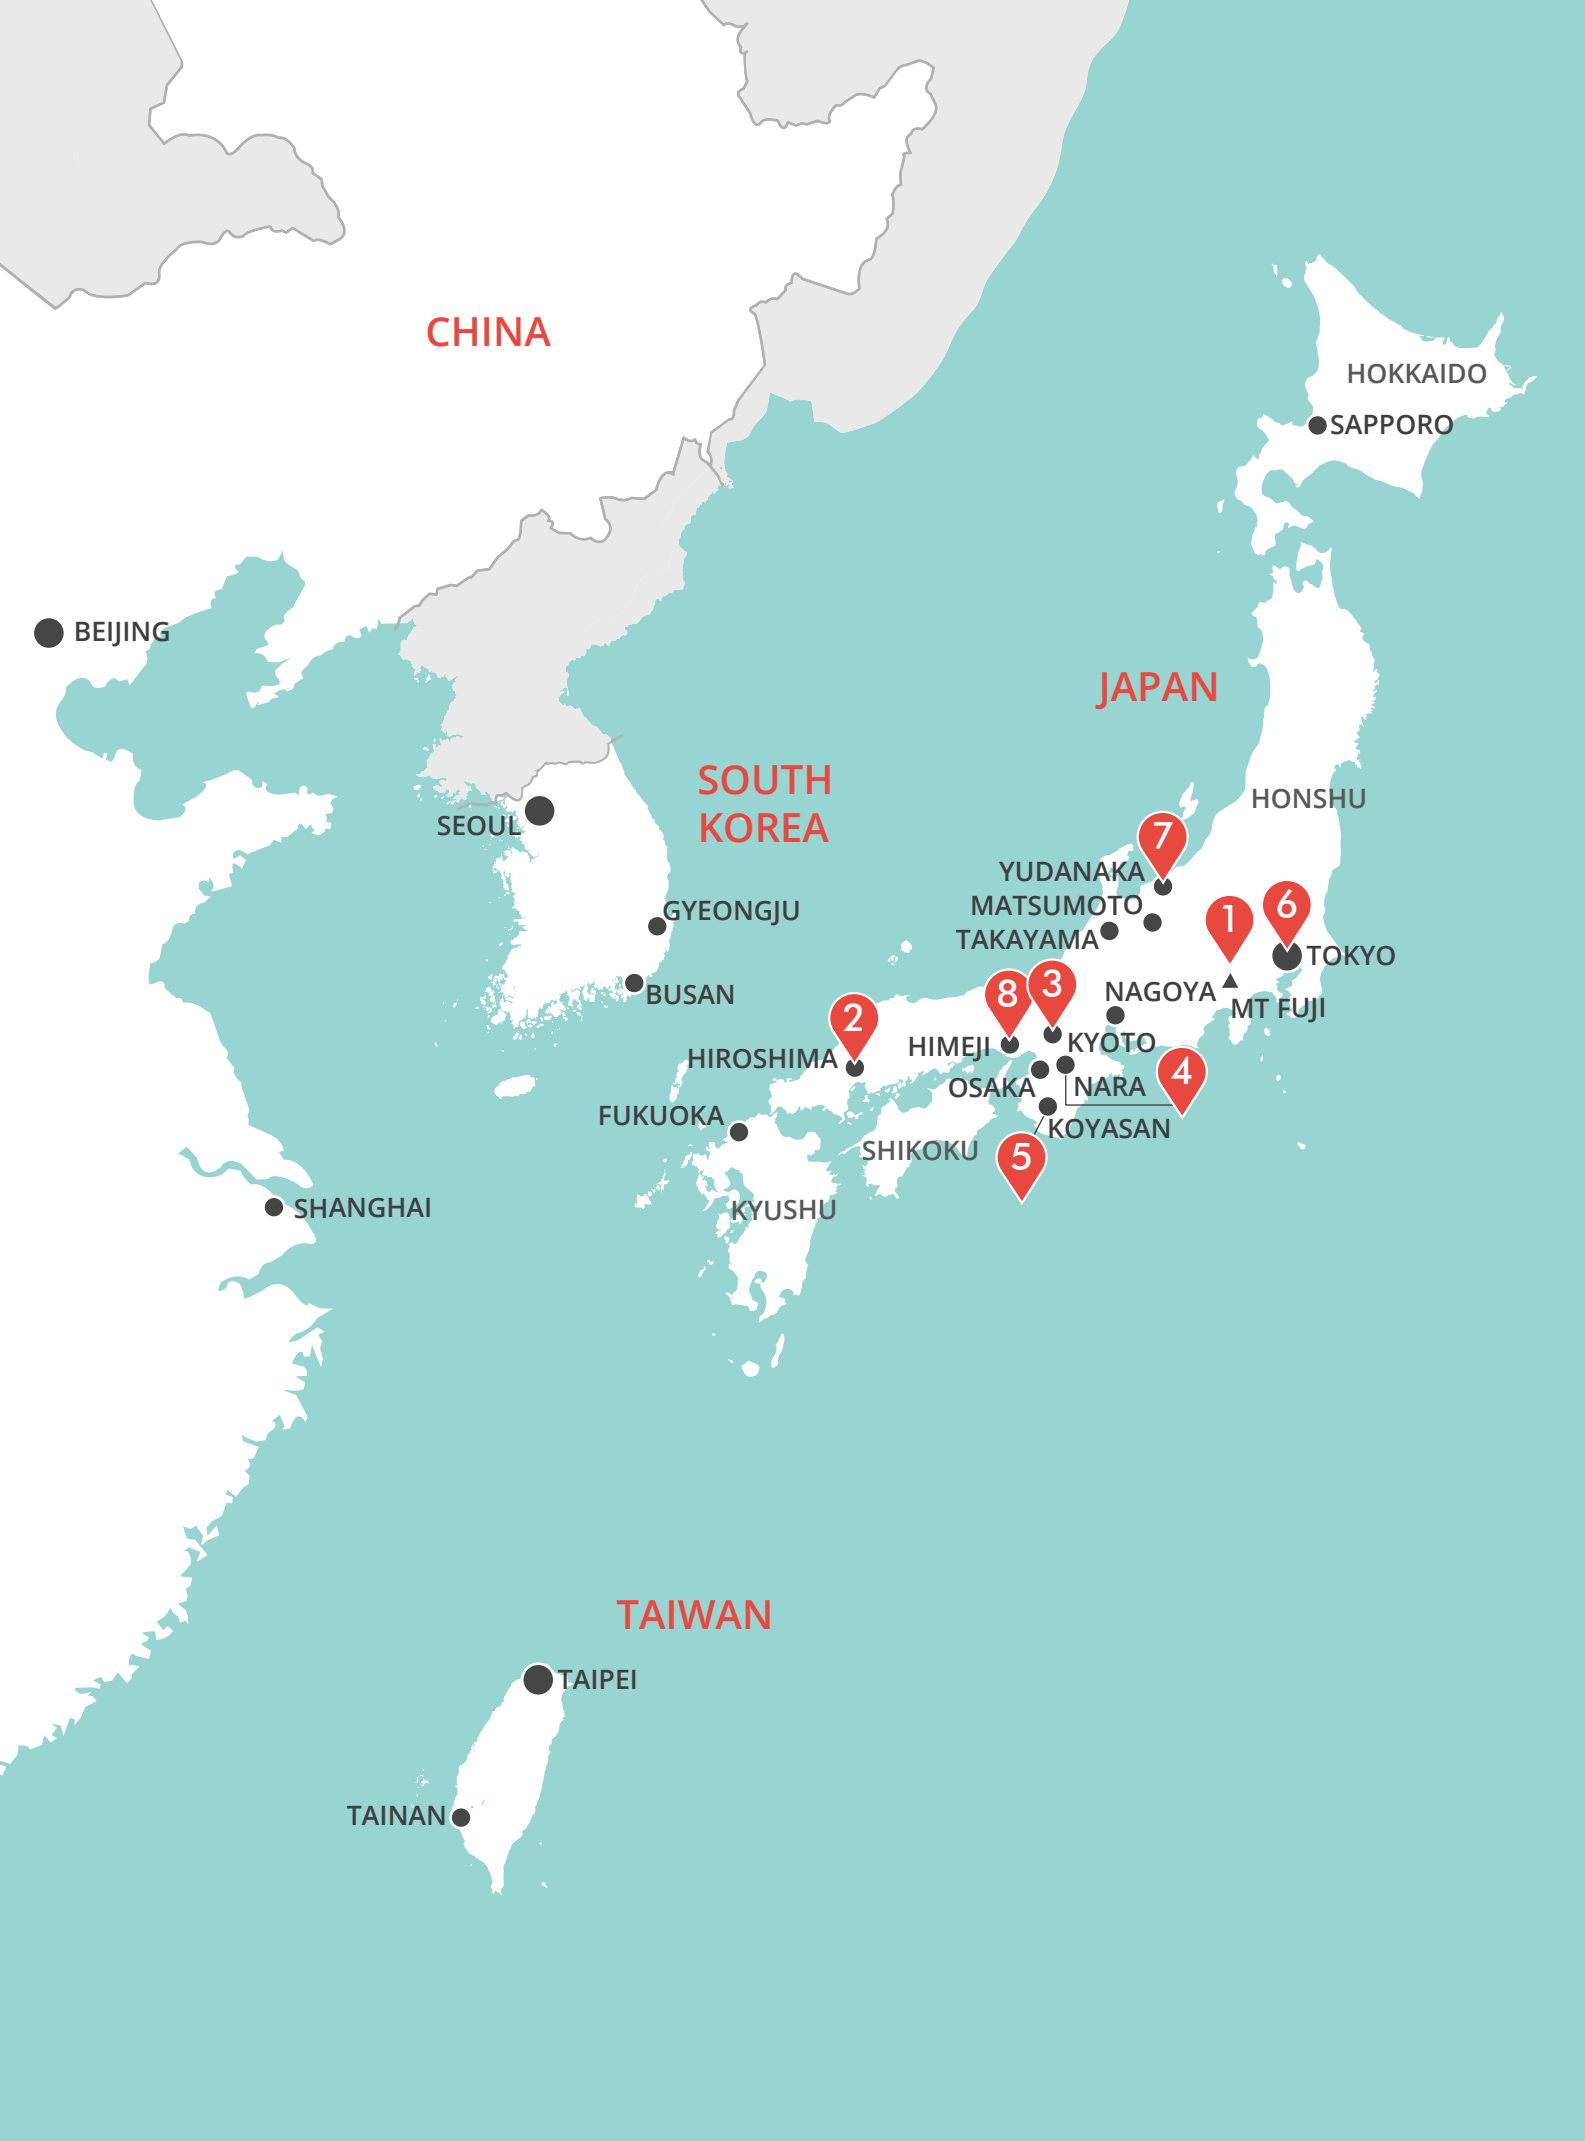 CHINA
HOKKAIDO
SAPPORO
BEIJING
JAPAN
SOUTH
KOREA
HONSHU
SEOUL
7
YUDANAKA
MATSUMOTO
TAKAYAMA
GYEONGJU
1
6
TOKYO
BUSAN
8
3
NAGOYA
MT FUJI
2
HIROSHIMA
HIMEJI
KYOTO
4
OSAKA
NARA
FUKUOKA
KOYASAN
SHIKOKU
5
KYUSHU
SHANGHAI
TAIWAN
TAIPEI
TAINAN